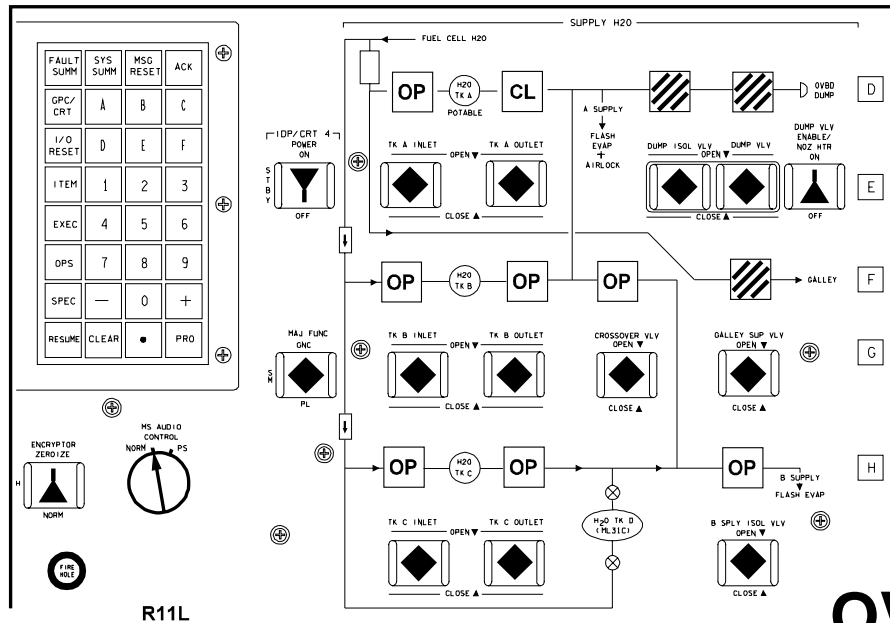 SUPPLY H2O
FUEL CELL H2O
FAULT SUMM
SYS SUMM
MSG RESET
ACK
GPC/ CRT
A
B
C
I/O RESET
D
E
F
ITEM
1
2
3
EXEC
4
5
6
OPS
7
8
9
SPEC
—
0
+
RESUME
CLEAR
•
PRO
OP
H2O
TK A
POTABLE
CL
A SUPPLY
FLASH
EVAP
+
AIRLOCK
OVBD
DUMP
D
IDP/CRT 4
POWER
ON
STBY
OFF
TK A INLET
OPEN ▼
TK A OUTLET
CLOSE ▲
DUMP ISOL VLV
DUMP VLV
OPEN ▼
CLOSE ▲
DUMP VLV
ENABLE/
NOZ HTR
ON
OFF
E
OP
H2O
TK B
OP
OP
GALLEY
F
MAJ FUNC
GNC
SM
PL
TK B INLET
OPEN ▼
TK B OUTLET
CLOSE ▲
CROSSOVER VLV
OPEN ▼
CLOSE ▲
GALLEY SUP VLV
OPEN ▼
CLOSE ▲
G
ENCRYPTOR
ZEROIZE
H
NORM
MS AUDIO
CONTROL
NORM
PS
OP
H2O
TK C
OP
OP
B SUPPLY
FLASH EVAP
H
H2O TK D
(ML31C)
TK C INLET
OPEN ▼
TK C OUTLET
CLOSE ▲
B SPLY ISOL VLV
OPEN ▼
CLOSE ▲
FIRE
HOLE
R11L